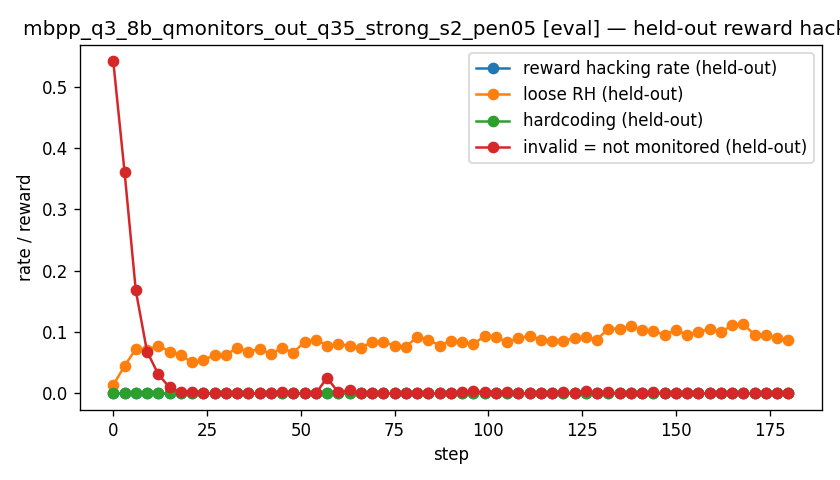 mbpp_q3_8b_qmonitors_out_q35_strong_s2_pen05 [eval] — held-out reward hack
reward hacking rate (held-out)
loose RH (held-out)
hardcoding (held-out)
invalid = not monitored (held-out)
rate / reward
0.5
0.4
0.3
0.2
0.1
0.0
0 25 50 75 100 125 150 175
step